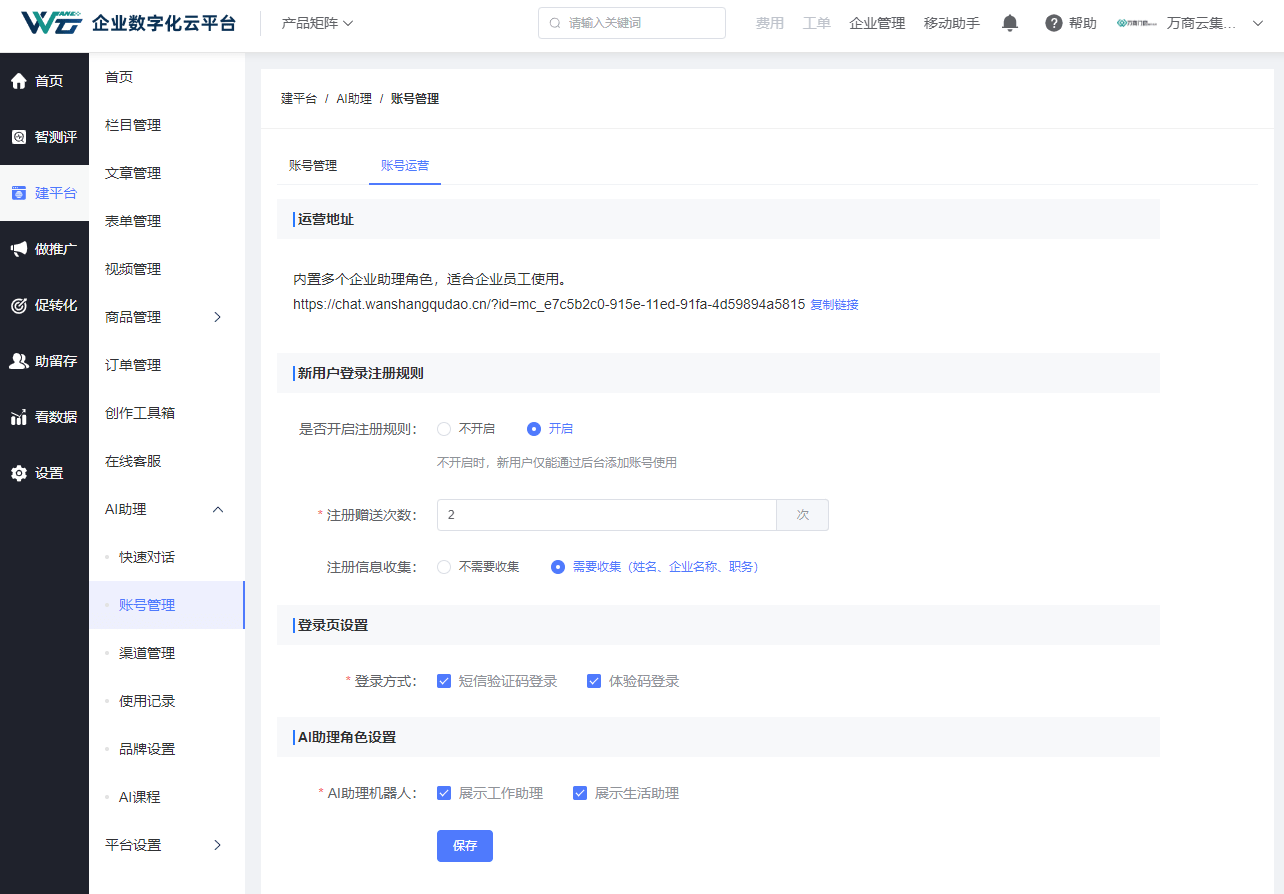 WANE+ 企业数字化云平台
产品矩阵
请输入关键词
费用
工单
企业管理
移动助手
帮助
万商云集...
首页
智测评
建平台
做推广
促转化
助留存
看数据
设置
首页
栏目管理
文章管理
表单管理
视频管理
商品管理
订单管理
创作工具箱
在线客服
AI助理
快速对话
账号管理
渠道管理
使用记录
品牌设置
AI课程
平台设置
建平台 / AI助理 / 账号管理
账号管理 账号运营
运营地址
内置多个企业助理角色，适合企业员工使用。
https://chat.wanshangqudao.cn/?id=mc_e7c5b2c0-915e-11ed-91fa-4d59894a5815 复制链接
新用户登录注册规则
是否开启注册规则： 不开启 开启
不开启时，新用户仅能通过后台添加账号使用
* 注册赠送次数： 2 次
注册信息收集： 不需要收集 需要收集（姓名、企业名称、职务）
登录页设置
* 登录方式： 短信验证码登录 体验码登录
AI助理角色设置
* AI助理机器人： 展示工作助理 展示生活助理
保存